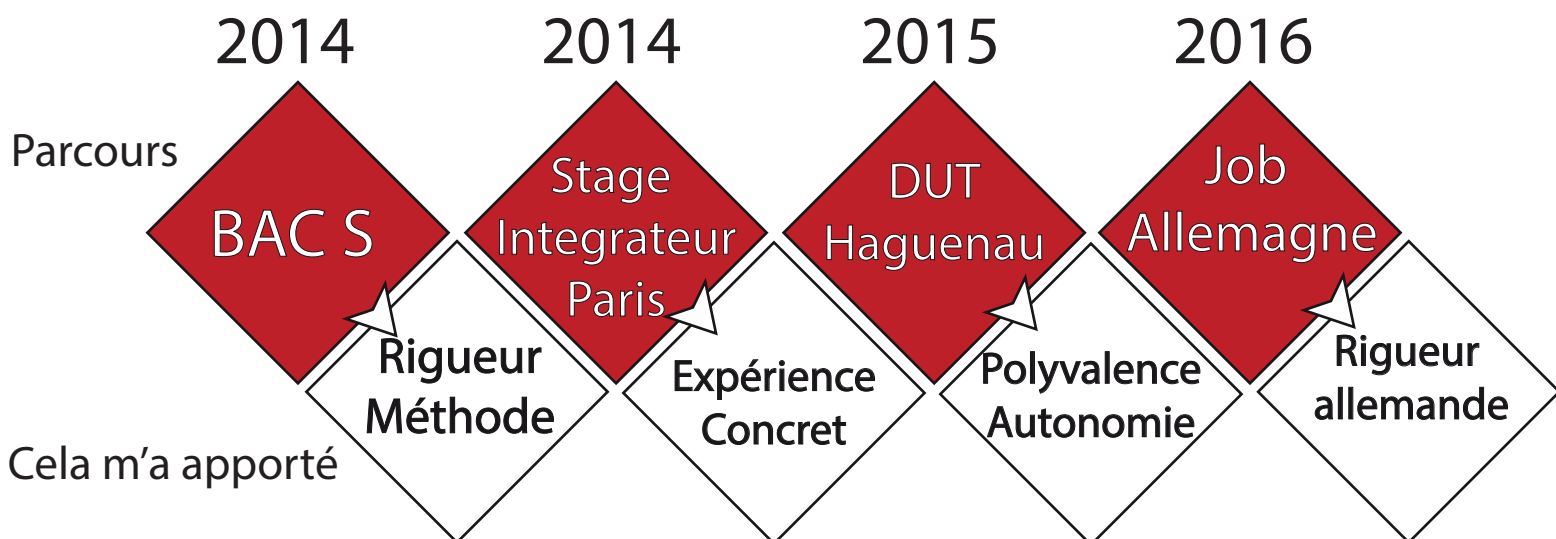 2014
2014
2015
2016
Parcours
BAC S
Stage
Integrateur
Paris
DUT
Haguenau
Job
Allemagne
Cela m'a apporté
Rigueur
Méthode
Expérience
Concret
Polyvalence
Autonomie
Rigueur
allemande